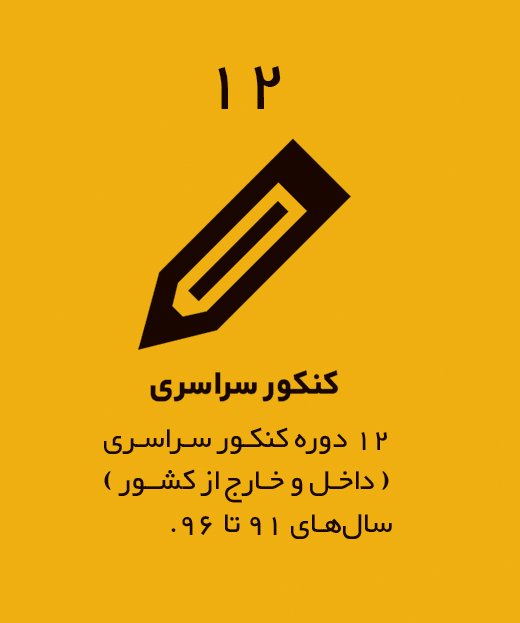 ۱۲
کنکور سراسری
۱۲ دوره کنکور سراسری
( داخل و خارج از کشور )
سال‌های ۹۱ تا ۹۶.